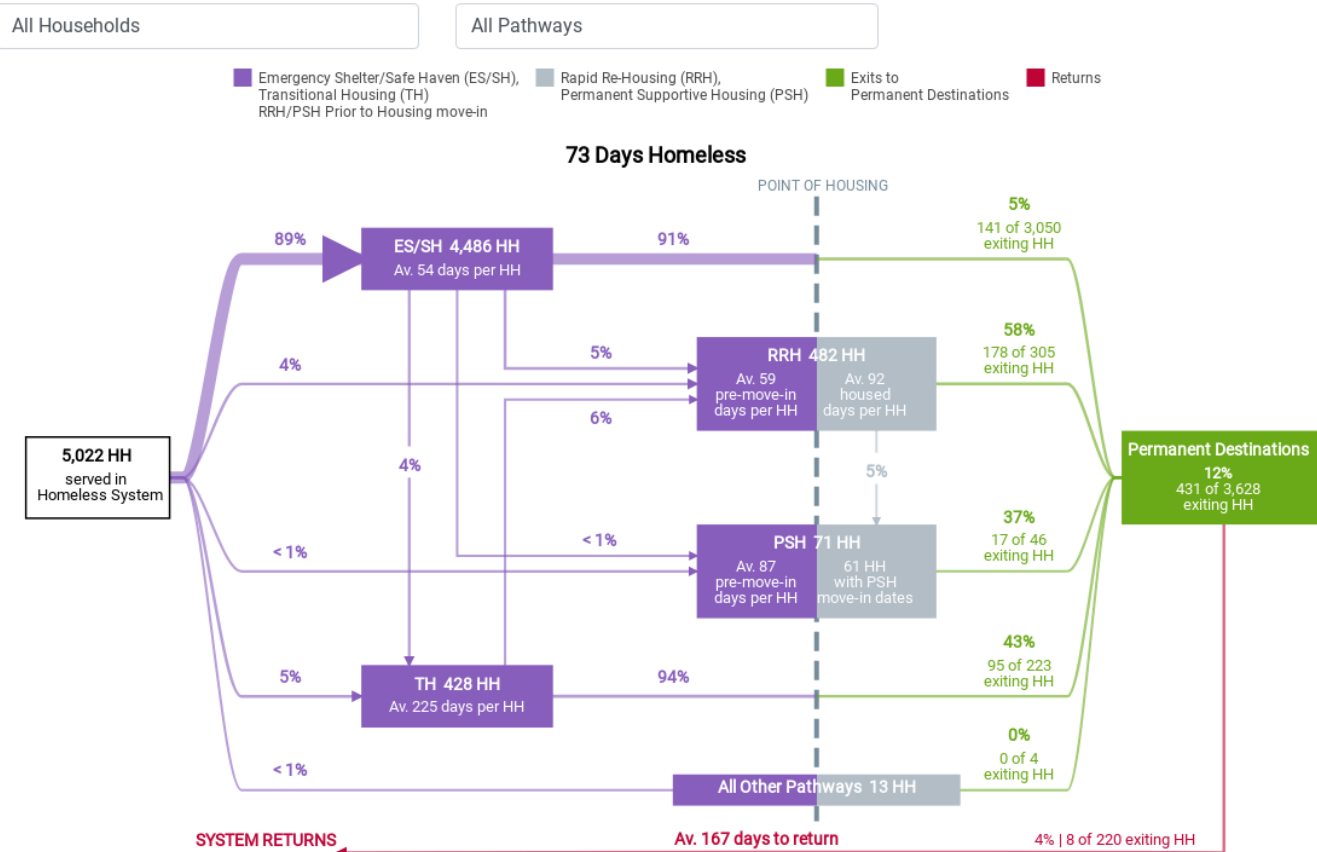 All Households
All Pathways
Emergency Shelter/Safe Haven (ES/SH),
Transitional Housing (TH)
RRH/PSH Prior to Housing move-in
Rapid Re-Housing (RRH),
Permanent Supportive Housing (PSH)
Exits to
Permanent Destinations
Returns
73 Days Homeless
POINT OF HOUSING
89%
ES/SH 4,486 HH
Av. 54 days per HH
91%
5%
141 of 3,050
exiting HH
4%
5%
6%
RRH 482 HH
Av. 59
pre-move-in
days per HH
Av. 92
housed
days per HH
58%
178 of 305
exiting HH
5,022 HH
served in
Homeless System
4%
5%
Permanent Destinations
12%
431 of 3,628
exiting HH
< 1%
< 1%
PSH 71 HH
Av. 87
pre-move-in
days per HH
61 HH
with PSH
move-in dates
37%
17 of 46
exiting HH
5%
TH 428 HH
Av. 225 days per HH
94%
43%
95 of 223
exiting HH
< 1%
All Other Pathways 13 HH
0%
0 of 4
exiting HH
SYSTEM RETURNS
Av. 167 days to return
4% | 8 of 220 exiting HH